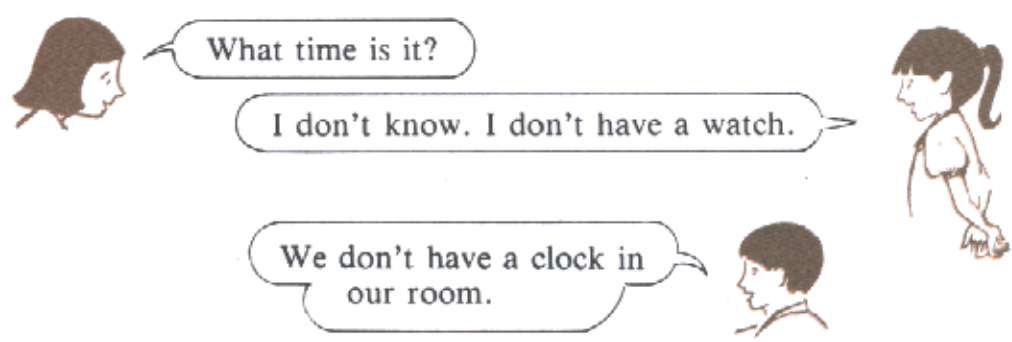 What time is it?
I don't know. I don't have a watch.
We don't have a clock in
our room.